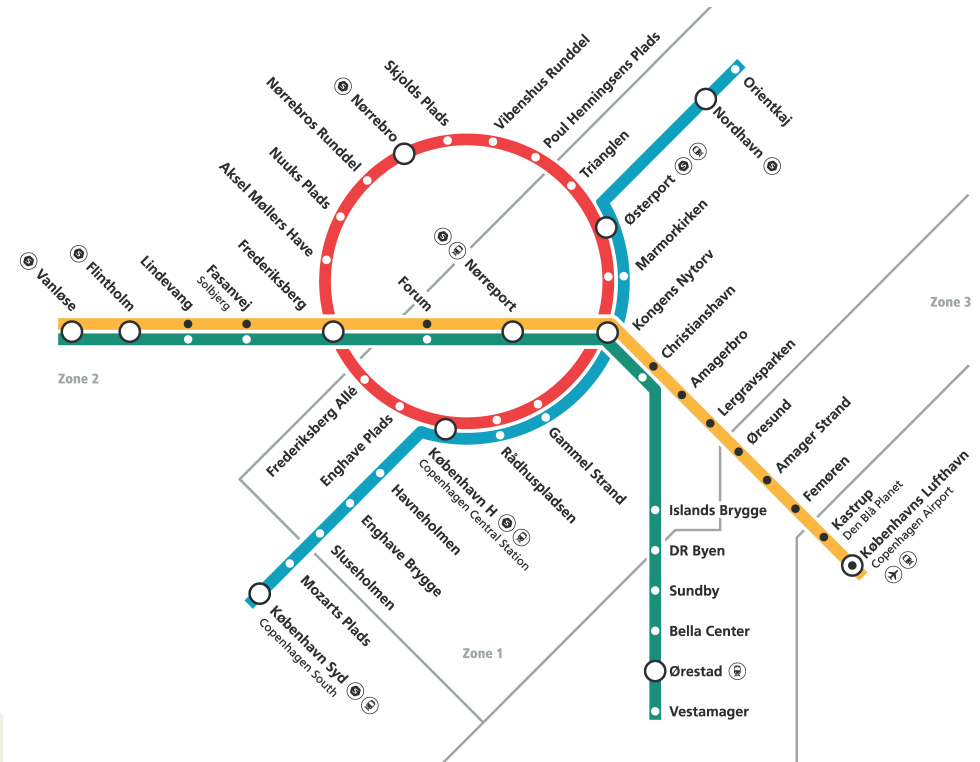 Skjolds Plads
Vibenshus Runddel
Poul Henningsens Plads
Nørrebro
Nørrebros Runddel
Trianglen
Orientkaj
Nordhavn
Nuuks Plads
Aksel Møllers Have
Østerport
Marmorkirken
Vanløse
Flintholm
Lindevang
Fasanvej
Solbjerg
Frederiksberg
Forum
Nørreport
Kongens Nytorv
Christianshavn
Amagerbro
Lergravsparken
Øresund
Amager Strand
Femøren
Kastrup
Den Blå Planet
Københavns Lufthavn
Copenhagen Airport
Zone 3
Zone 2
Frederiksberg Allé
Enghave Plads
København H
Copenhagen Central Station
Rådhuspladsen
Gammel Strand
Havneholmen
Enghave Brygge
Sluseholmen
Mozarts Plads
København Syd
Copenhagen South
Zone 1
Islands Brygge
DR Byen
Sundby
Bella Center
Ørestad
Vestamager